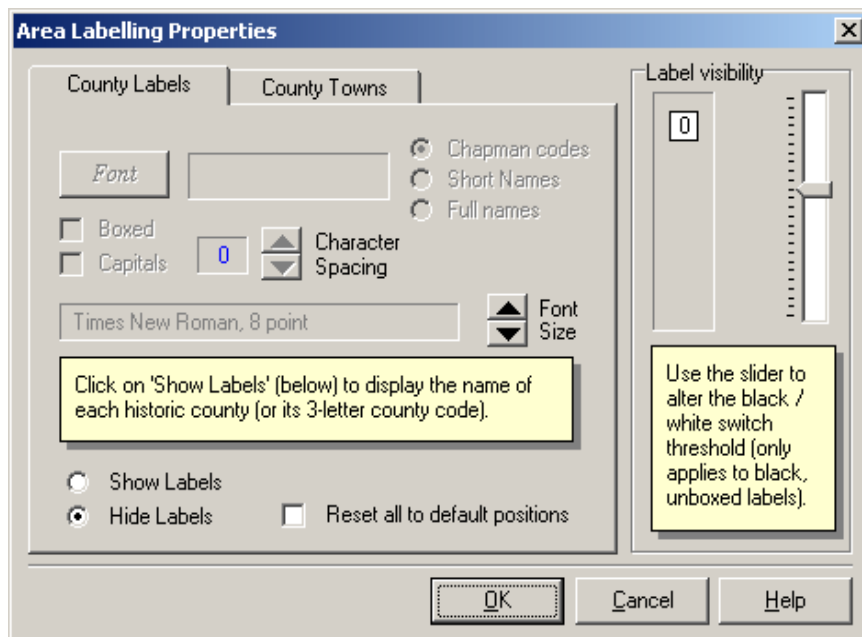 Area Labelling Properties
County Labels
County Towns
Font
Chapman codes
Short Names
Full names
Boxed
Capitals
0
Character
Spacing
Times New Roman, 8 point
Font
Size
Click on 'Show Labels' (below) to display the name of
each historic county (or its 3-letter county code).
Show Labels
Hide Labels
Reset all to default positions
Label visibility
0
Use the slider to
alter the black /
white switch
threshold (only
applies to black,
unboxed labels).
OK
Cancel
Help